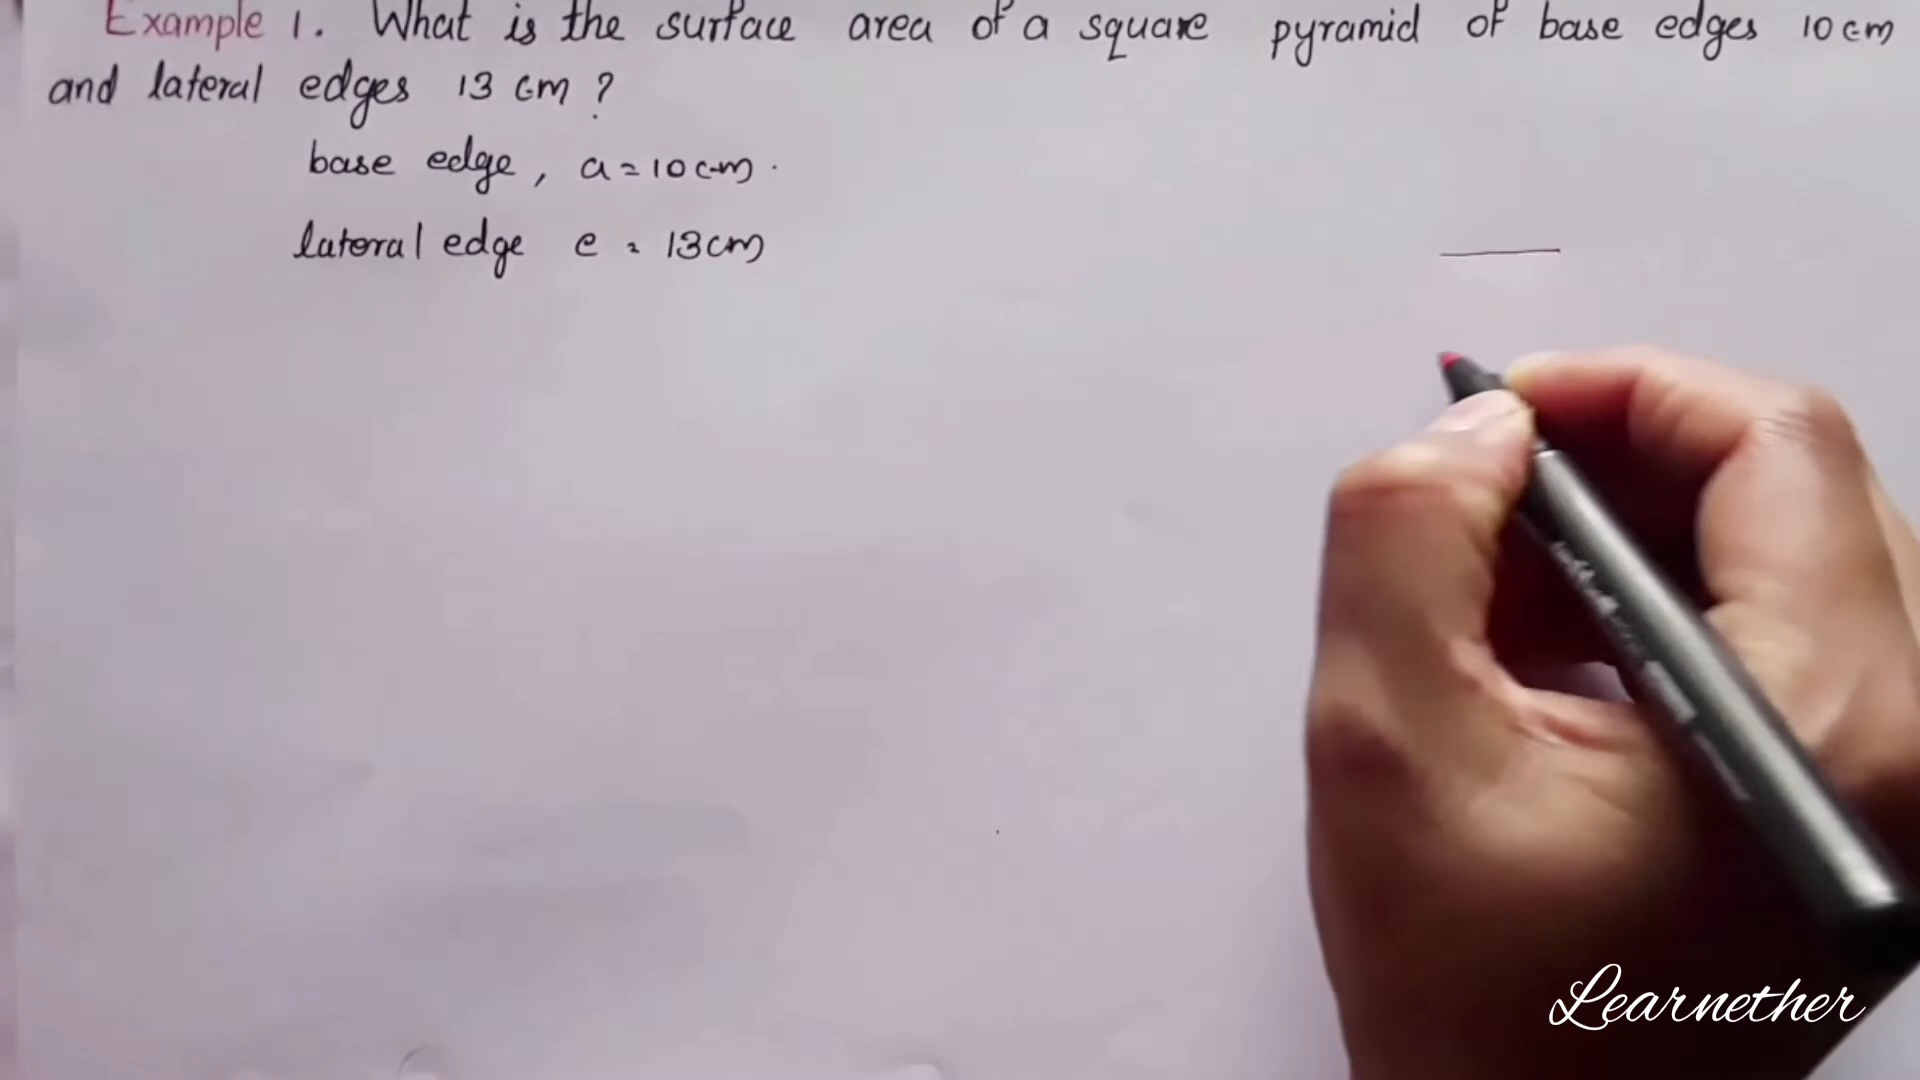 Example 1. What is the surface area of a square pyramid of base edges 10 cm
and lateral edges 13 cm ?
base edge, a = 10 cm.
lateral edge e = 13 cm
Learnether